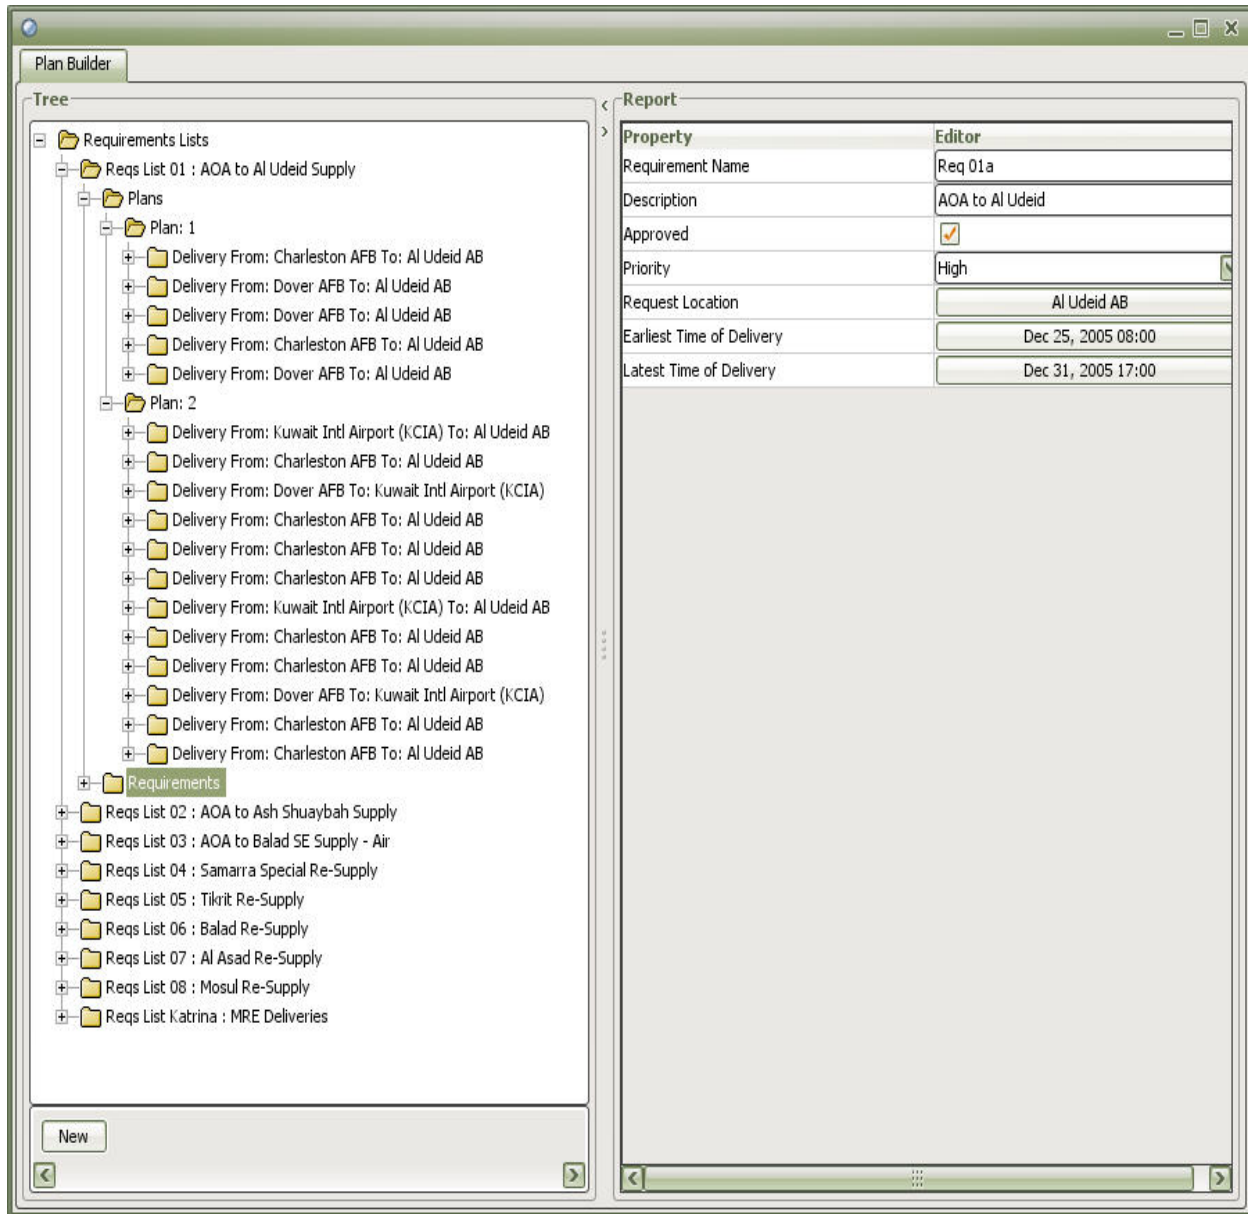 Plan Builder
Tree
Requirements Lists
Reqs List 01 : AOA to Al Udeid Supply
Plans
Plan: 1
Delivery From: Charleston AFB To: Al Udeid AB
Delivery From: Dover AFB To: Al Udeid AB
Delivery From: Dover AFB To: Al Udeid AB
Delivery From: Charleston AFB To: Al Udeid AB
Delivery From: Dover AFB To: Al Udeid AB
Plan: 2
Delivery From: Kuwait Intl Airport (KCIA) To: Al Udeid AB
Delivery From: Charleston AFB To: Al Udeid AB
Delivery From: Dover AFB To: Kuwait Intl Airport (KCIA)
Delivery From: Charleston AFB To: Al Udeid AB
Delivery From: Charleston AFB To: Al Udeid AB
Delivery From: Charleston AFB To: Al Udeid AB
Delivery From: Kuwait Intl Airport (KCIA) To: Al Udeid AB
Delivery From: Charleston AFB To: Al Udeid AB
Delivery From: Charleston AFB To: Al Udeid AB
Delivery From: Dover AFB To: Kuwait Intl Airport (KCIA)
Delivery From: Charleston AFB To: Al Udeid AB
Delivery From: Charleston AFB To: Al Udeid AB
Requirements
Reqs List 02 : AOA to Ash Shuaybah Supply
Reqs List 03 : AOA to Balad SE Supply - Air
Reqs List 04 : Samarra Special Re-Supply
Reqs List 05 : Tikrit Re-Supply
Reqs List 06 : Balad Re-Supply
Reqs List 07 : Al Asad Re-Supply
Reqs List 08 : Mosul Re-Supply
Reqs List Katrina : MRE Deliveries
New
Report
Property Editor
Requirement Name Req 01a
Description AOA to Al Udeid
Approved
Priority High
Request Location Al Udeid AB
Earliest Time of Delivery Dec 25, 2005 08:00
Latest Time of Delivery Dec 31, 2005 17:00